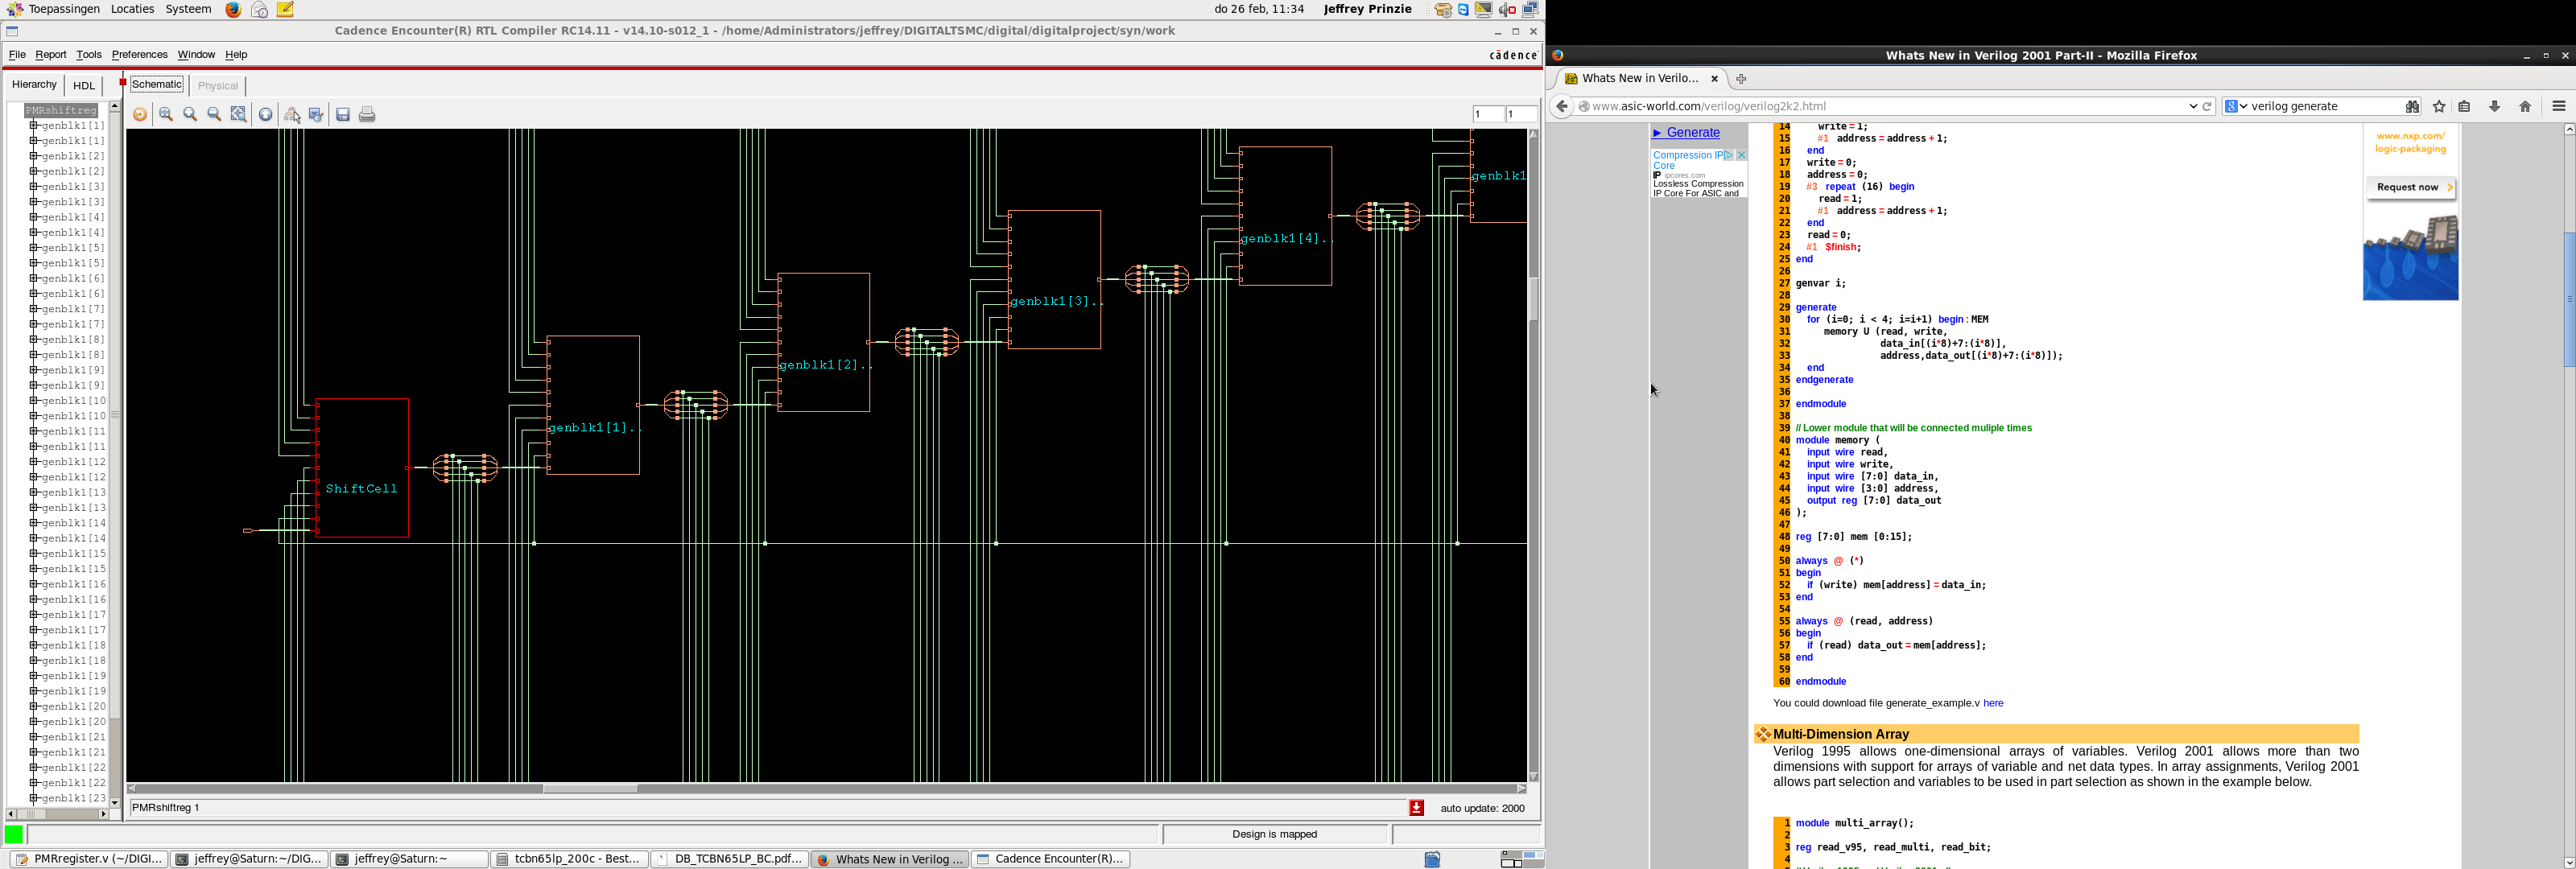 Toepassingen Locaties Systeem
do 26 feb, 11:34 Jeffrey Prinzie
Cadence Encounter(R) RTL Compiler RC14.11 - v14.10-s012_1 - /home/Administrators/jeffrey/DIGITALTSMC/digital/digitalproject/syn/work
File Report Tools Preferences Window Help
cādence
Hierarchy HDL
Schematic Physical
1 1
PMRshiftreg
genblk1[1]
genblk1[1]
genblk1[2]
genblk1[2]
genblk1[3]
genblk1[3]
genblk1[4]
genblk1[4]
genblk1[5]
genblk1[5]
genblk1[6]
genblk1[6]
genblk1[7]
genblk1[7]
genblk1[8]
genblk1[8]
genblk1[9]
genblk1[9]
genblk1[10
genblk1[10
genblk1[11
genblk1[11
genblk1[12
genblk1[12
genblk1[13
genblk1[13
genblk1[14
genblk1[14
genblk1[15
genblk1[15
genblk1[16
genblk1[16
genblk1[17
genblk1[17
genblk1[18
genblk1[18
genblk1[19
genblk1[19
genblk1[20
genblk1[20
genblk1[21
genblk1[21
genblk1[22
genblk1[22
genblk1[23
ShiftCell
genblk1[1]..
genblk1[2]..
genblk1[3]..
genblk1[4]..
genblk1
PMRshiftreg 1
auto update: 2000
Design is mapped
PMRregister.v (~/DIGI...
jeffrey@Saturn:~/DIG...
jeffrey@Saturn:~
tcbn65lp_200c - Best...
DB_TCBN65LP_BC.pdf...
Whats New in Verilog ...
Cadence Encounter(R)...
Whats New in Verilog 2001 Part-II - Mozilla Firefox
Whats New in Verilo...
www.asic-world.com/verilog/verilog2k2.html
verilog generate
► Generate
Compression IP
Core
ipcores.com
Lossless Compression
IP Core For ASIC and
14 write = 1;
15 #1 address = address + 1;
16 end
17 write = 0;
18 address = 0;
19 #3 repeat (16) begin
20 read = 1;
21 #1 address = address + 1;
22 end
23 read = 0;
24 #1 $finish;
25 end
26
27 genvar i;
28
29 generate
30 for (i=0; i < 4; i=i+1) begin : MEM
31 memory U (read, write,
32 data_in[(i*8)+7:(i*8)],
33 address,data_out[(i*8)+7:(i*8)]);
34 end
35 endgenerate
36
37 endmodule
38
39 // Lower module that will be connected muliple times
40 module memory (
41 input wire read,
42 input wire write,
43 input wire [7:0] data_in,
44 input wire [3:0] address,
45 output reg [7:0] data_out
46 );
47
48 reg [7:0] mem [0:15];
49
50 always @ (*)
51 begin
52 if (write) mem[address] = data_in;
53 end
54
55 always @ (read, address)
56 begin
57 if (read) data_out = mem[address];
58 end
59
60 endmodule
You could download file generate_example.v here
Multi-Dimension Array
Verilog 1995 allows one-dimensional arrays of variables. Verilog 2001 allows more than two
dimensions with support for arrays of variable and net data types. In array assignments, Verilog 2001
allows part selection and variables to be used in part selection as shown in the example below.
1 module multi_array();
2
3 reg read_v95, read_multi, read_bit;
4
www.nxp.com/
logic-packaging
Request now